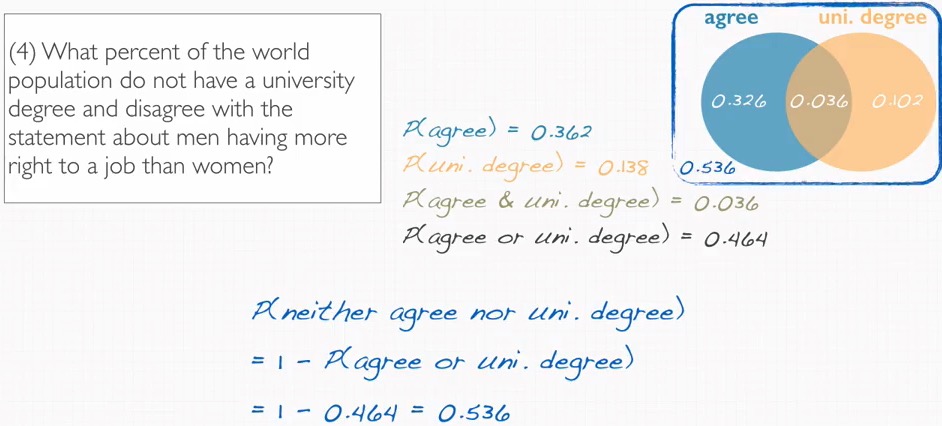 (4) What percent of the world
population do not have a university
degree and disagree with the
statement about men having more
right to a job than women?
agree
uni. degree
0.326
0.036
0.102
0.536
P(agree) = 0.362
P(uni. degree) = 0.138
P(agree & uni. degree) = 0.036
P(agree or uni. degree) = 0.464
P(neither agree nor uni. degree)
= 1 - P(agree or uni. degree)
= 1 - 0.464 = 0.536